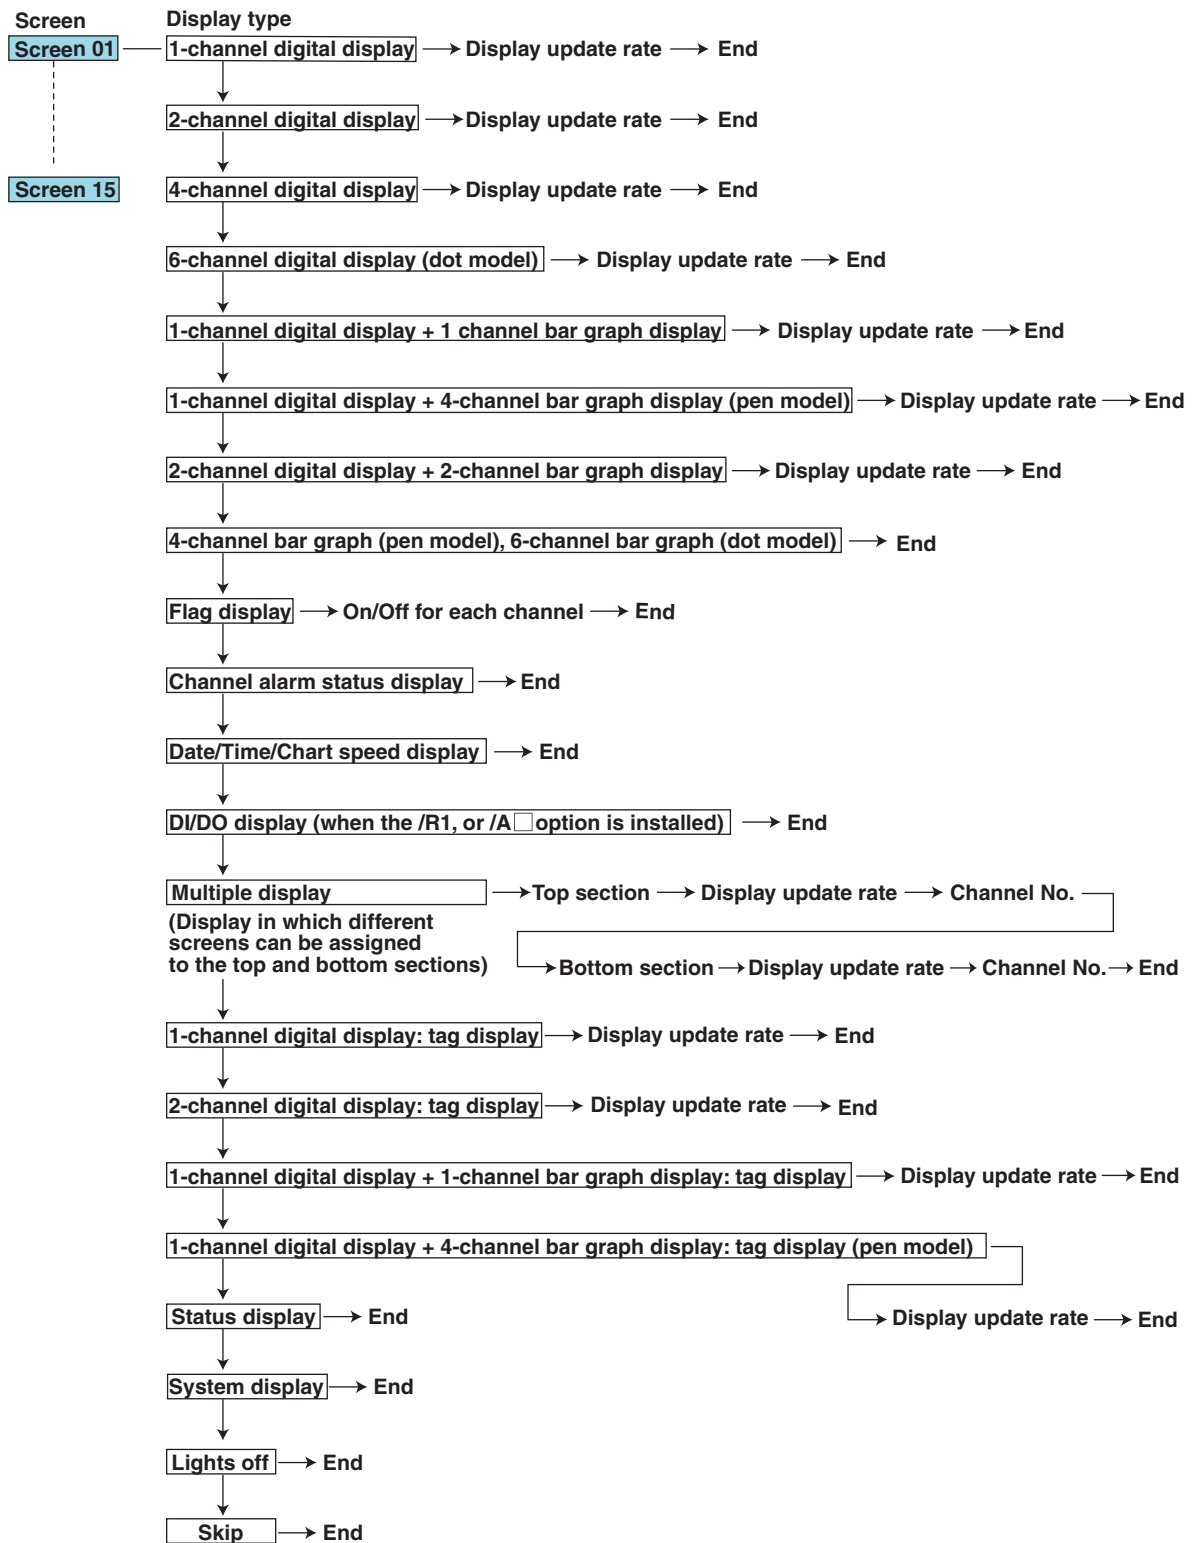 Screen Display type
Screen 01 1-channel digital display Display update rate End
2-channel digital display Display update rate End
Screen 15 4-channel digital display Display update rate End
6-channel digital display (dot model) Display update rate End
1-channel digital display + 1 channel bar graph display Display update rate End
1-channel digital display + 4-channel bar graph display (pen model) Display update rate End
2-channel digital display + 2-channel bar graph display Display update rate End
4-channel bar graph (pen model), 6-channel bar graph (dot model) End
Flag display On/Off for each channel End
Channel alarm status display End
Date/Time/Chart speed display End
DI/DO display (when the /R1, or /A□ option is installed) End
Multiple display Top section Display update rate Channel No.
(Display in which different
screens can be assigned
to the top and bottom sections) Bottom section Display update rate Channel No. End
1-channel digital display: tag display Display update rate End
2-channel digital display: tag display Display update rate End
1-channel digital display + 1-channel bar graph display: tag display Display update rate End
1-channel digital display + 4-channel bar graph display: tag display (pen model)
Status display End Display update rate End
System display End
Lights off End
Skip End